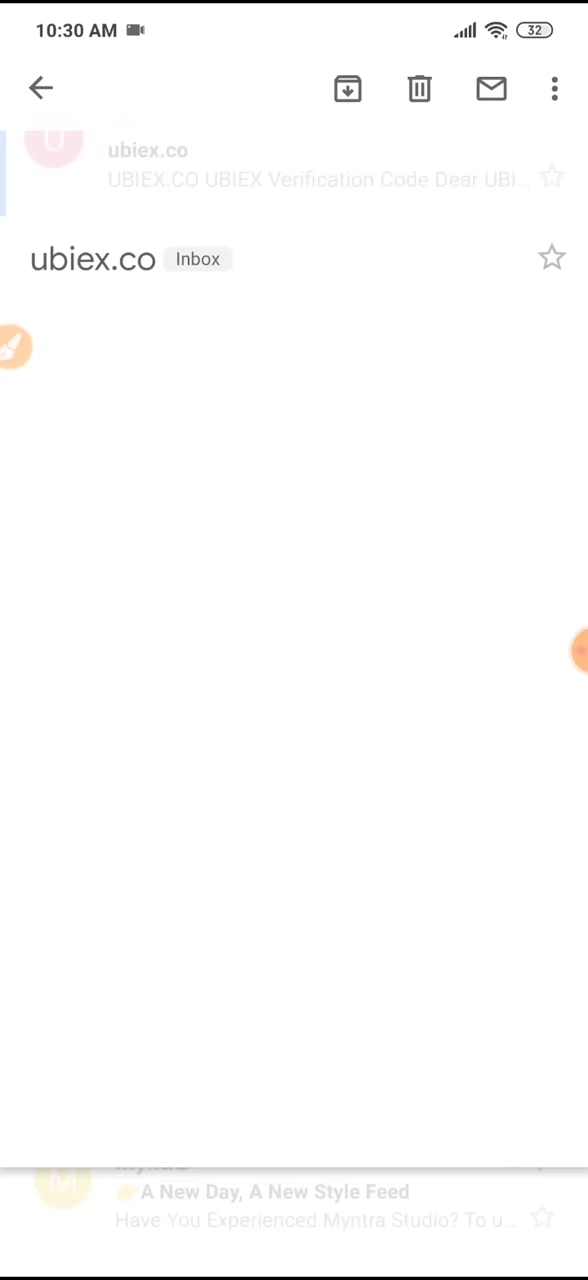 10:30 AM
32
U
ubiex.co
UBIEX.CO UBIEX Verification Code Dear UBI...
ubiex.co Inbox
M
A New Day, A New Style Feed
Have You Experienced Myntra Studio? To u...